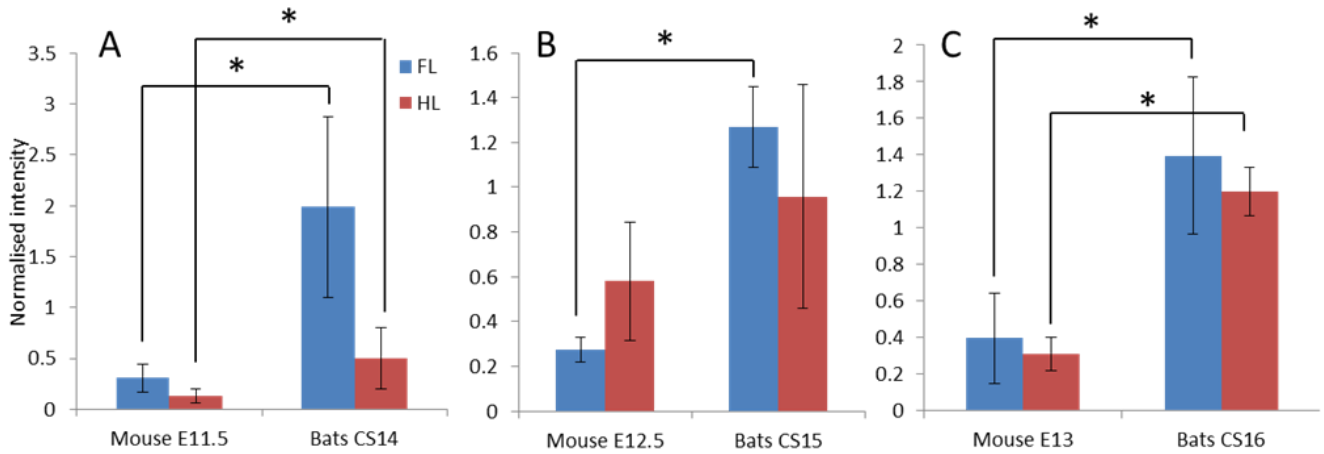 A
*
*
FL
HL
Normalised intensity
3.5
3
2.5
2
1.5
1
0.5
0
Mouse E11.5
Bats CS14
B
*
1.6
1.4
1.2
1
0.8
0.6
0.4
0.2
0
Mouse E12.5
Bats CS15
C
*
*
2
1.8
1.6
1.4
1.2
1
0.8
0.6
0.4
0.2
0
Mouse E13
Bats CS16